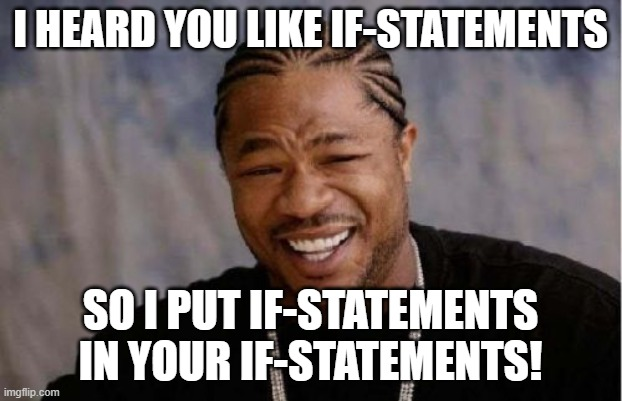 I HEARD YOU LIKE IF-STATEMENTS
SO I PUT IF-STATEMENTS
IN YOUR IF-STATEMENTS!
imgflip.com